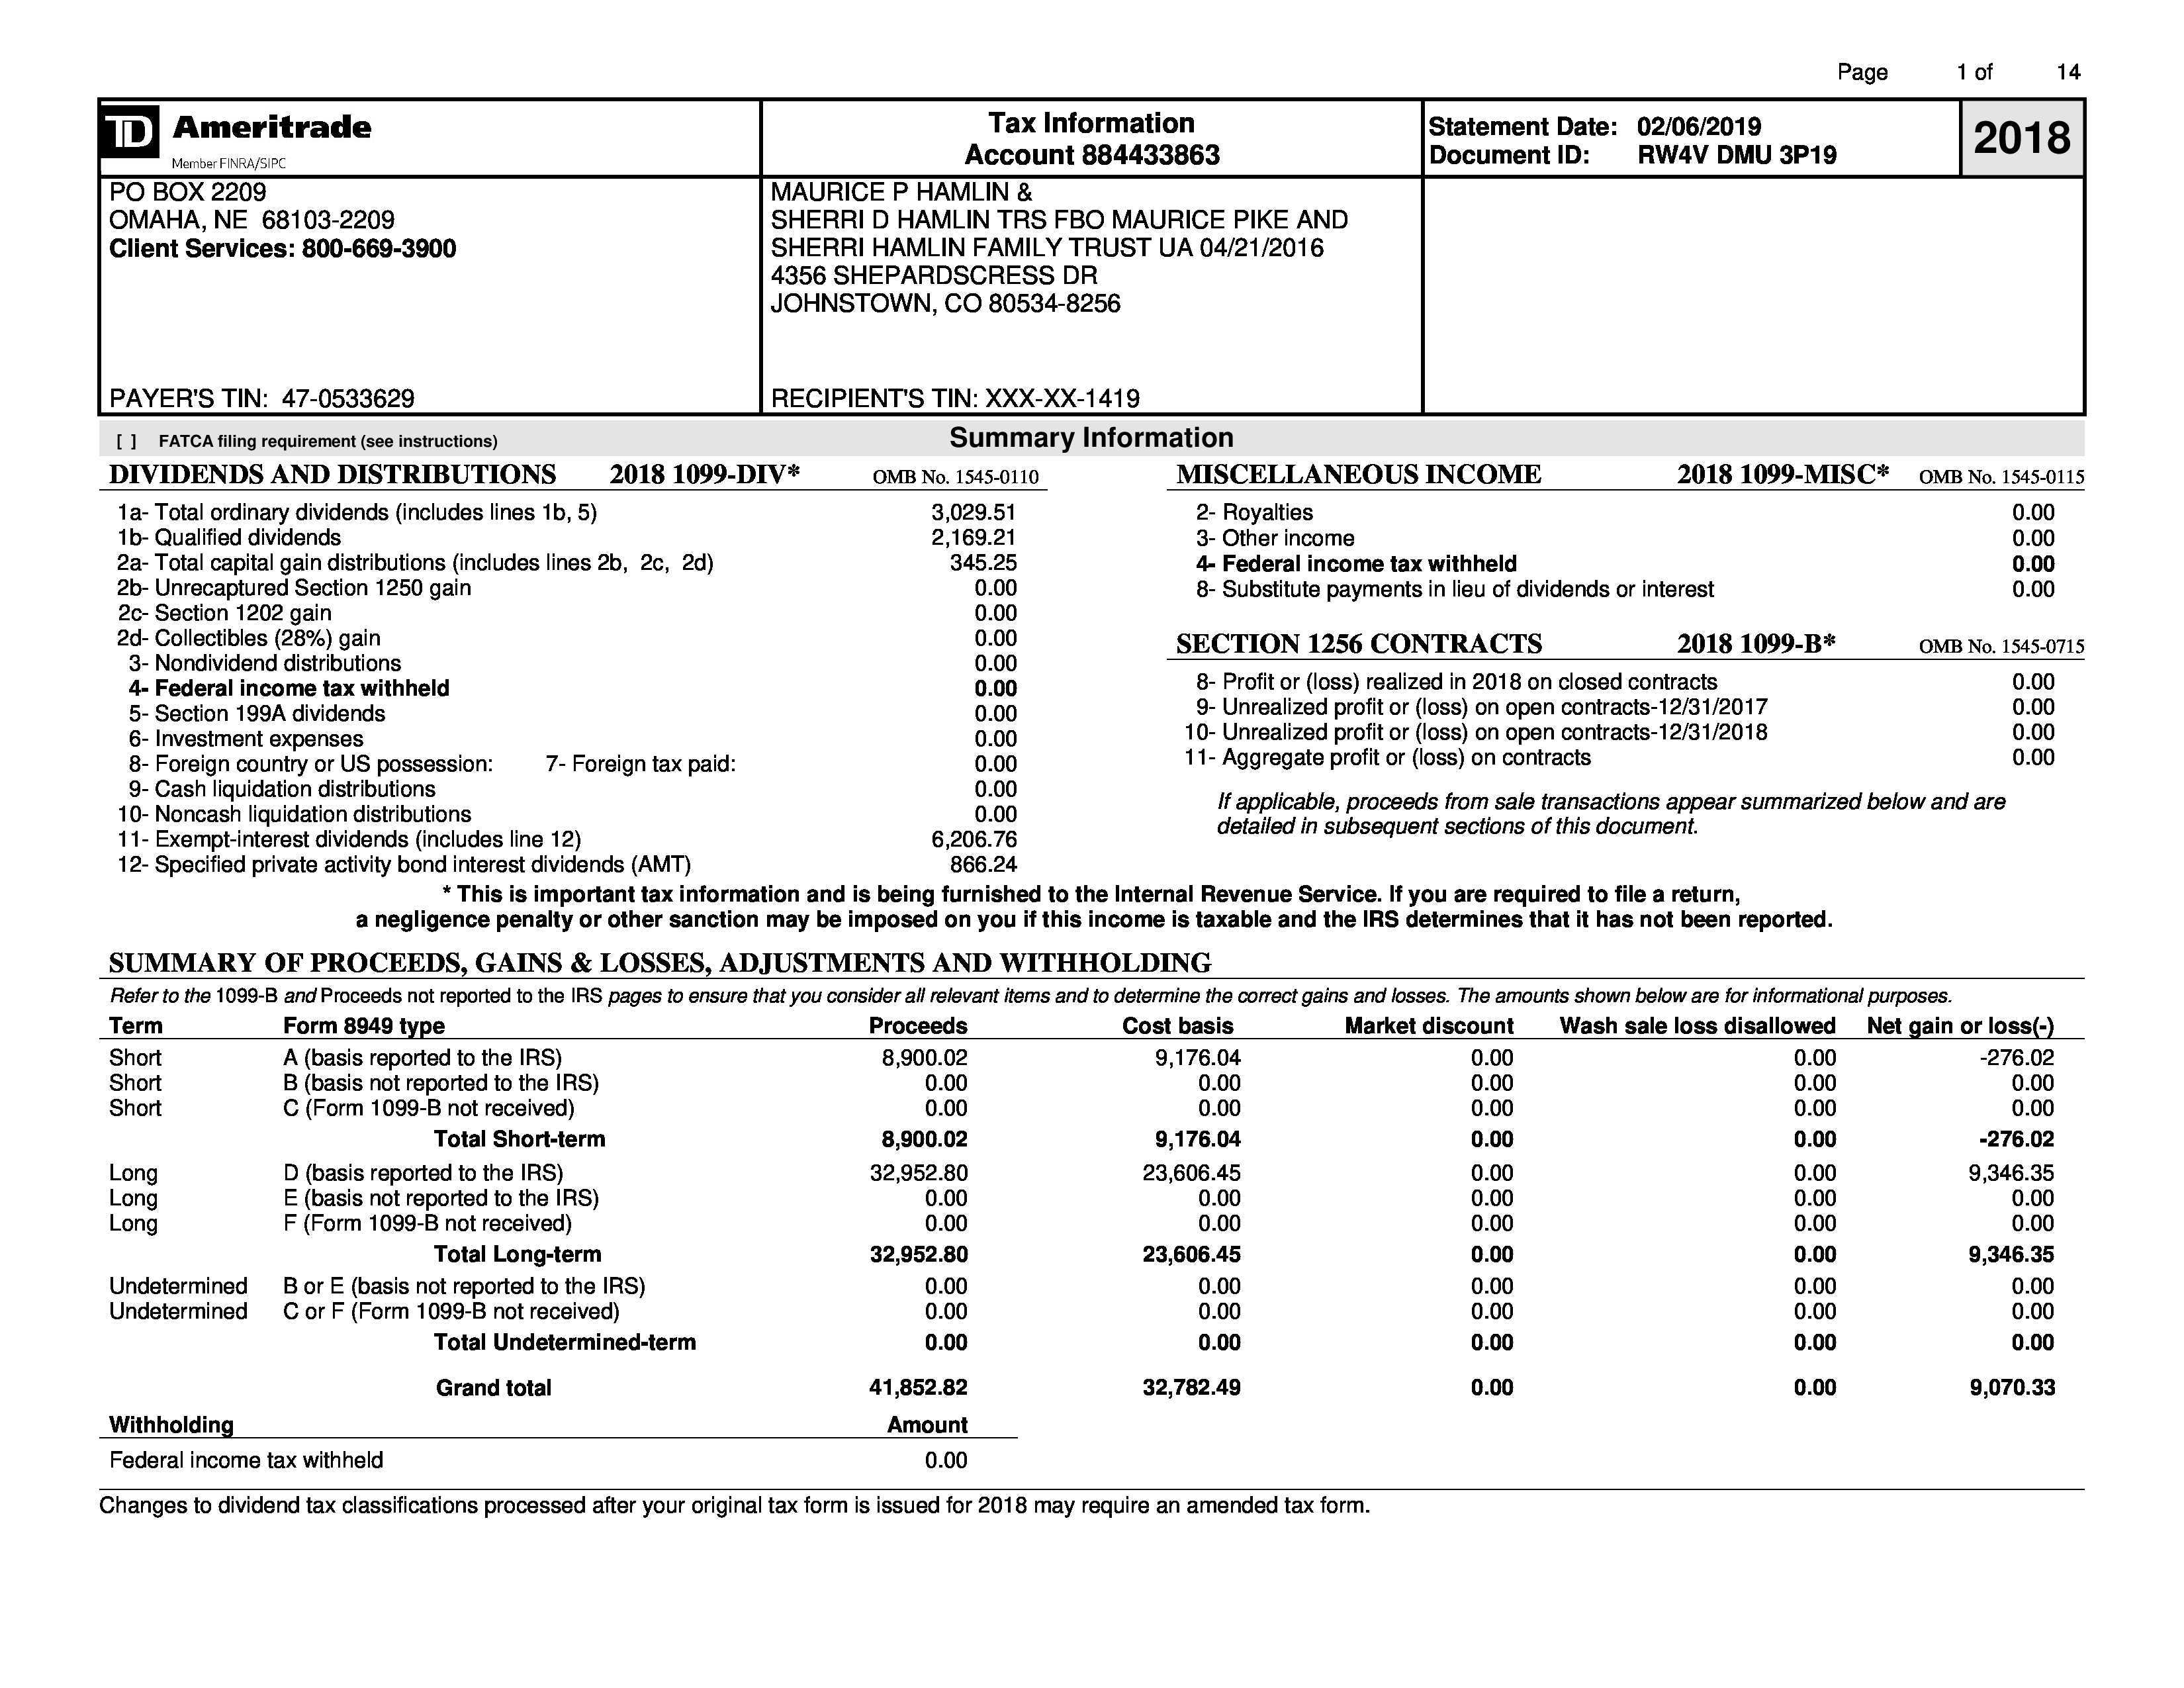 Page 1 of 14
TD Ameritrade
Member FINRA/SIPC
Tax Information
Account 884433863
Statement Date: 02/06/2019
Document ID: RW4V DMU 3P19
2018
PO BOX 2209
OMAHA, NE 68103-2209
Client Services: 800-669-3900
PAYER'S TIN: 47-0533629
MAURICE P HAMLIN &
SHERRI D HAMLIN TRS FBO MAURICE PIKE AND
SHERRI HAMLIN FAMILY TRUST UA 04/21/2016
4356 SHEPARDSCRESS DR
JOHNSTOWN, CO 80534-8256
RECIPIENT'S TIN: XXX-XX-1419
[ ] FATCA filing requirement (see instructions)
Summary Information
DIVIDENDS AND DISTRIBUTIONS 2018 1099-DIV* OMB No. 1545-0110
1a- Total ordinary dividends (includes lines 1b, 5) 3,029.51
1b- Qualified dividends 2,169.21
2a- Total capital gain distributions (includes lines 2b, 2c, 2d) 345.25
2b- Unrecaptured Section 1250 gain 0.00
2c- Section 1202 gain 0.00
2d- Collectibles (28%) gain 0.00
3- Nondividend distributions 0.00
4- Federal income tax withheld 0.00
5- Section 199A dividends 0.00
6- Investment expenses 0.00
8- Foreign country or US possession: 7- Foreign tax paid: 0.00
9- Cash liquidation distributions 0.00
10- Noncash liquidation distributions 0.00
11- Exempt-interest dividends (includes line 12) 6,206.76
12- Specified private activity bond interest dividends (AMT) 866.24
MISCELLANEOUS INCOME 2018 1099-MISC* OMB No. 1545-0115
2- Royalties 0.00
3- Other income 0.00
4- Federal income tax withheld 0.00
8- Substitute payments in lieu of dividends or interest 0.00
SECTION 1256 CONTRACTS 2018 1099-B* OMB No. 1545-0715
8- Profit or (loss) realized in 2018 on closed contracts 0.00
9- Unrealized profit or (loss) on open contracts-12/31/2017 0.00
10- Unrealized profit or (loss) on open contracts-12/31/2018 0.00
11- Aggregate profit or (loss) on contracts 0.00
If applicable, proceeds from sale transactions appear summarized below and are
detailed in subsequent sections of this document.
* This is important tax information and is being furnished to the Internal Revenue Service. If you are required to file a return,
a negligence penalty or other sanction may be imposed on you if this income is taxable and the IRS determines that it has not been reported.
SUMMARY OF PROCEEDS, GAINS & LOSSES, ADJUSTMENTS AND WITHHOLDING
Refer to the 1099-B and Proceeds not reported to the IRS pages to ensure that you consider all relevant items and to determine the correct gains and losses. The amounts shown below are for informational purposes.
Term Form 8949 type Proceeds Cost basis Market discount Wash sale loss disallowed Net gain or loss(-)
Short A (basis reported to the IRS) 8,900.02 9,176.04 0.00 0.00 -276.02
Short B (basis not reported to the IRS) 0.00 0.00 0.00 0.00 0.00
Short C (Form 1099-B not received) 0.00 0.00 0.00 0.00 0.00
Total Short-term 8,900.02 9,176.04 0.00 0.00 -276.02
Long D (basis reported to the IRS) 32,952.80 23,606.45 0.00 0.00 9,346.35
Long E (basis not reported to the IRS) 0.00 0.00 0.00 0.00 0.00
Long F (Form 1099-B not received) 0.00 0.00 0.00 0.00 0.00
Total Long-term 32,952.80 23,606.45 0.00 0.00 9,346.35
Undetermined B or E (basis not reported to the IRS) 0.00 0.00 0.00 0.00 0.00
Undetermined C or F (Form 1099-B not received) 0.00 0.00 0.00 0.00 0.00
Total Undetermined-term 0.00 0.00 0.00 0.00 0.00
Grand total 41,852.82 32,782.49 0.00 0.00 9,070.33
Withholding Amount
Federal income tax withheld 0.00
Changes to dividend tax classifications processed after your original tax form is issued for 2018 may require an amended tax form.